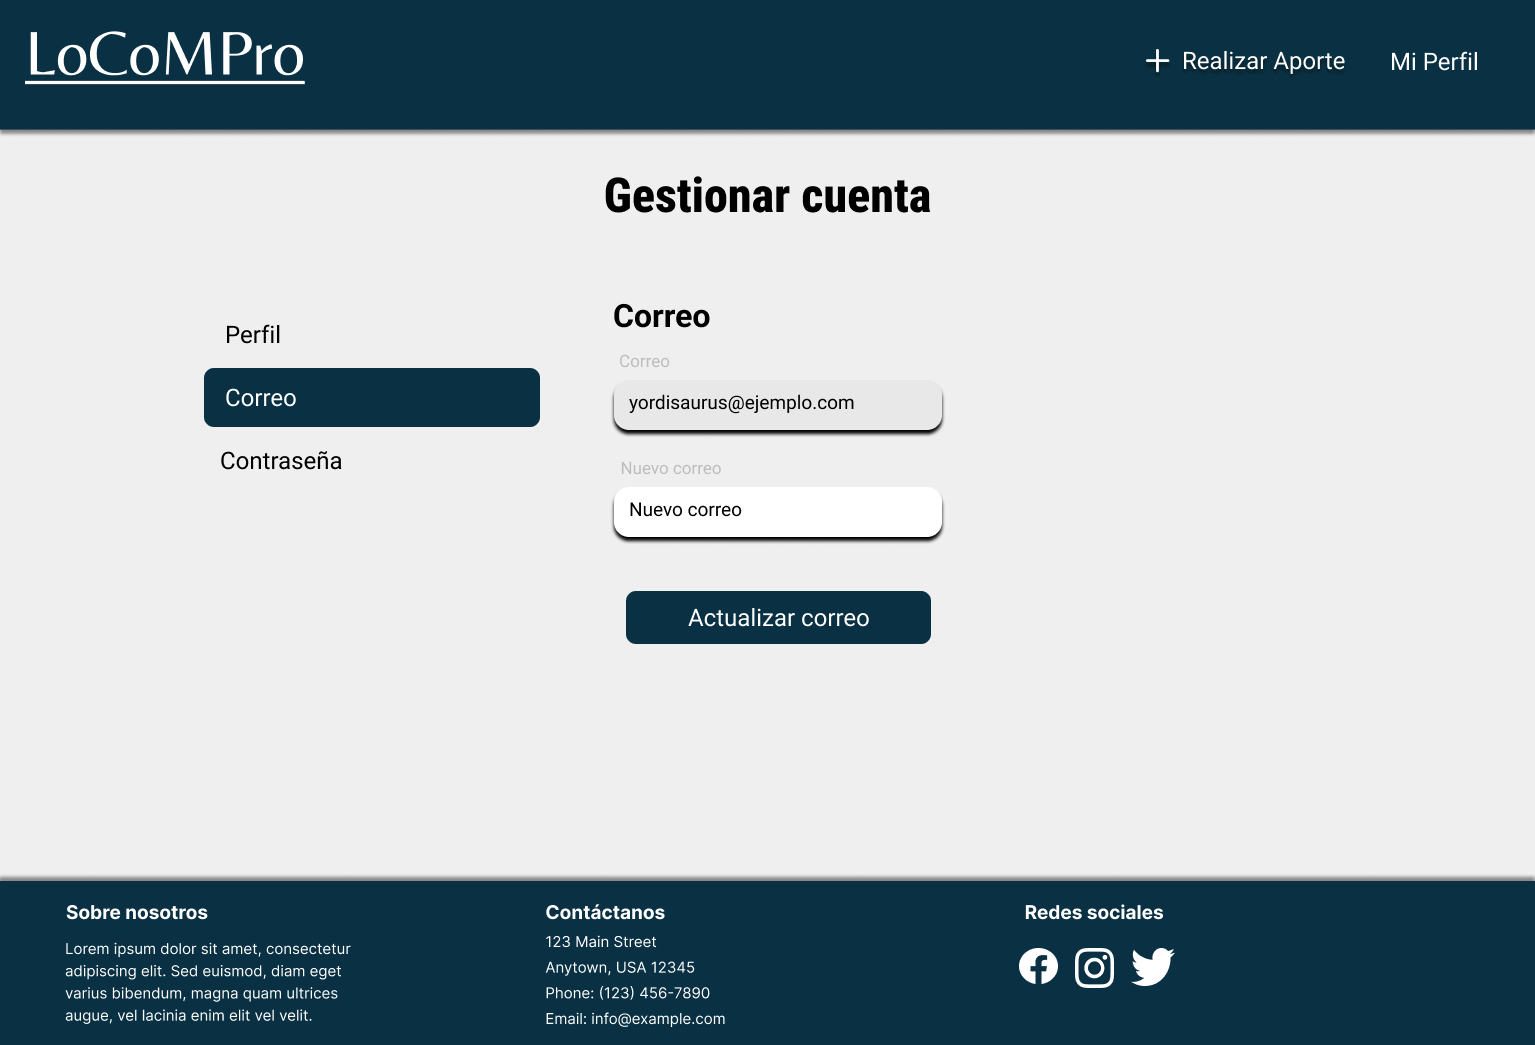 LoCoMPro
Realizar Aporte
Mi Perfil
Gestionar cuenta
Perfil
Correo
Contraseña
Correo
Correo
yordisaurus@ejemplo.com
Nuevo correo
Nuevo correo
Actualizar correo
Sobre nosotros
Lorem ipsum dolor sit amet, consectetur
adipiscing elit. Sed euismod, diam eget
varius bibendum, magna quam ultrices
augue, vel lacinia enim elit vel velit.
Contáctanos
123 Main Street
Anytown, USA 12345
Phone: (123) 456-7890
Email: info@example.com
Redes sociales